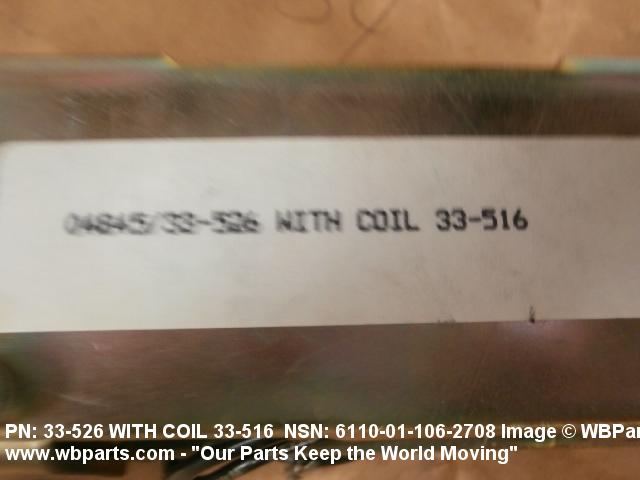 04845/33-526 WITH COIL 33-516
PN: 33-526 WITH COIL 33-516 NSN: 6110-01-106-2708 Image © WBPar
www.wbparts.com - "Our Parts Keep the World Moving"